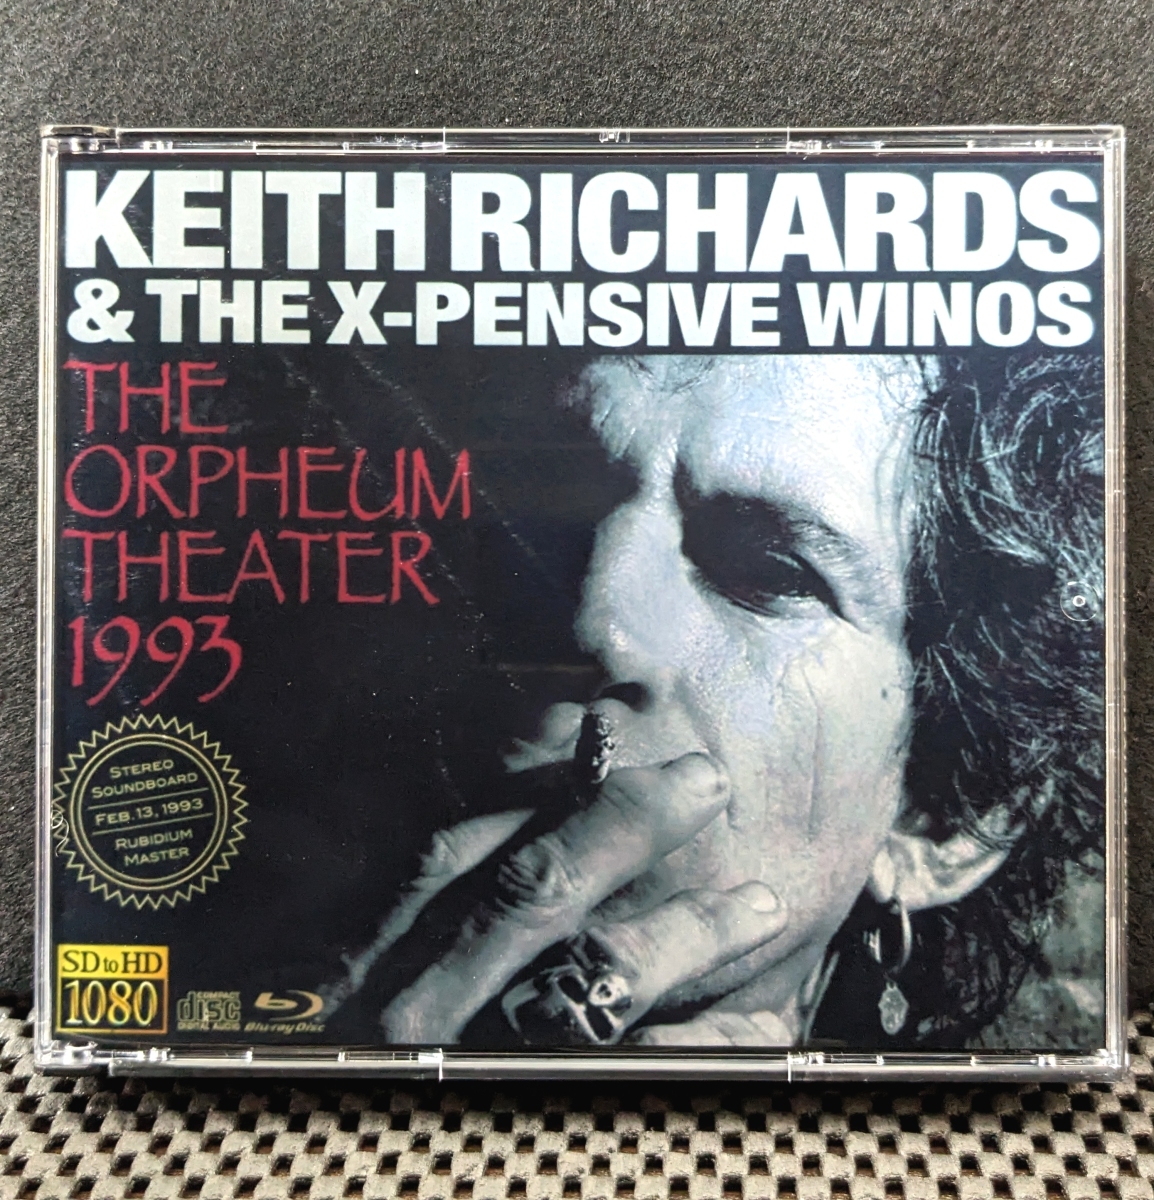 KEITH RICHARDS
& THE X-PENSIVE WINOS
THE
ORPHEUM
THEATER
1993
STEREO
SOUNDBOARD
FEB.13, 1993
RUBIDIUM
MASTER
SD to HD
1080
COMPACT
disc
DIGITAL AUDIO
Blu-ray Disc